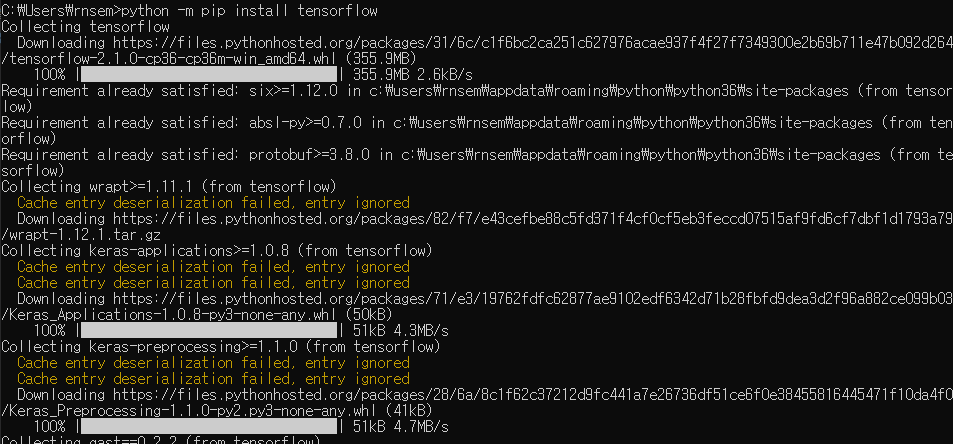 C:₩Users₩rnsem>python -m pip install tensorflow
Collecting tensorflow
Downloading https://files.pythonhosted.org/packages/31/6c/c1f6bc2ca251c627976acae937f4f27f7349300e2b69b711e47b092d264
/tensorflow-2.1.0-cp36-cp36m-win_amd64.whl (355.9MB)
100% | | 355.9MB 2.6kB/s
Requirement already satisfied: six>=1.12.0 in c:₩users₩rnsem₩appdata₩roaming₩python₩python36₩site-packages (from tensor
low)
Requirement already satisfied: absl-py>=0.7.0 in c:₩users₩rnsem₩appdata₩roaming₩python₩python36₩site-packages (from ten
orflow)
Requirement already satisfied: protobuf>=3.8.0 in c:₩users₩rnsem₩appdata₩roaming₩python₩python36₩site-packages (from te
sorflow)
Collecting wrapt>=1.11.1 (from tensorflow)
Cache entry deserialization failed, entry ignored
Downloading https://files.pythonhosted.org/packages/82/f7/e43cefbe88c5fd371f4cf0cf5eb3feccd07515af9fd6cf7dbf1d1793a79
/wrapt-1.12.1.tar.gz
Collecting keras-applications>=1.0.8 (from tensorflow)
Cache entry deserialization failed, entry ignored
Cache entry deserialization failed, entry ignored
Downloading https://files.pythonhosted.org/packages/71/e3/19762fdfc62877ae9102edf6342d71b28fbfd9dea3d2f96a882ce099b03
/Keras_Applications-1.0.8-py3-none-any.whl (50kB)
100% | | 51kB 4.3MB/s
Collecting keras-preprocessing>=1.1.0 (from tensorflow)
Cache entry deserialization failed, entry ignored
Cache entry deserialization failed, entry ignored
Downloading https://files.pythonhosted.org/packages/28/6a/8c1f62c37212d9fc441a7e26736df51ce6f0e38455816445471f10da4f0
/Keras_Preprocessing-1.1.0-py2.py3-none-any.whl (41kB)
100% | | 51kB 4.7MB/s
Collecting gast==0.2.2 (from tensorflow)